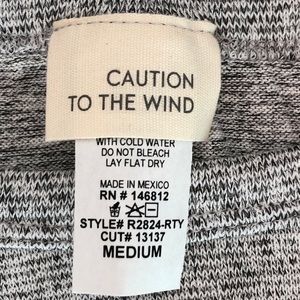 CAUTION
TO THE WIND
WITH COLD WATER
DO NOT BLEACH
LAY FLAT DRY
MADE IN MEXICO
RN # 146812
STYLE# R2824-RTY
CUT# 13137
MEDIUM